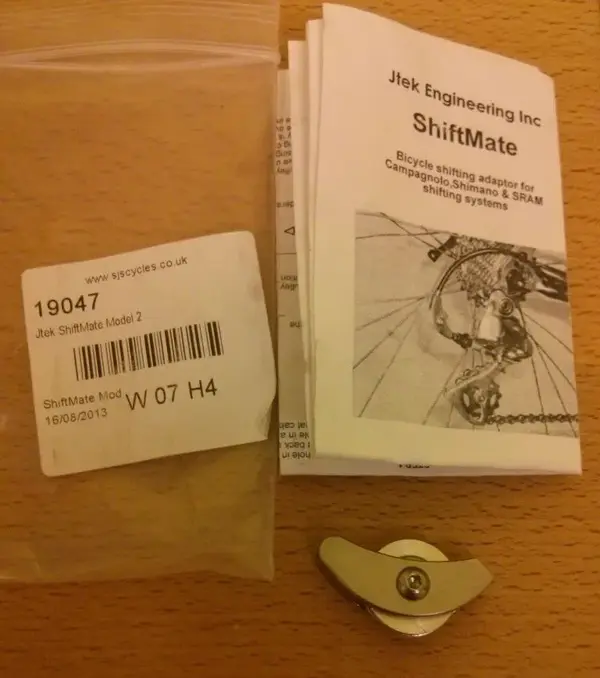 www.sjscycles.co.uk
19047
Jtek ShiftMate Model 2
ShiftMate Mod W 07 H4
16/08/2013
Jtek Engineering Inc
ShiftMate
Bicycle shifting adaptor for
Campagnolo,Shimano & SRAM
shifting systems